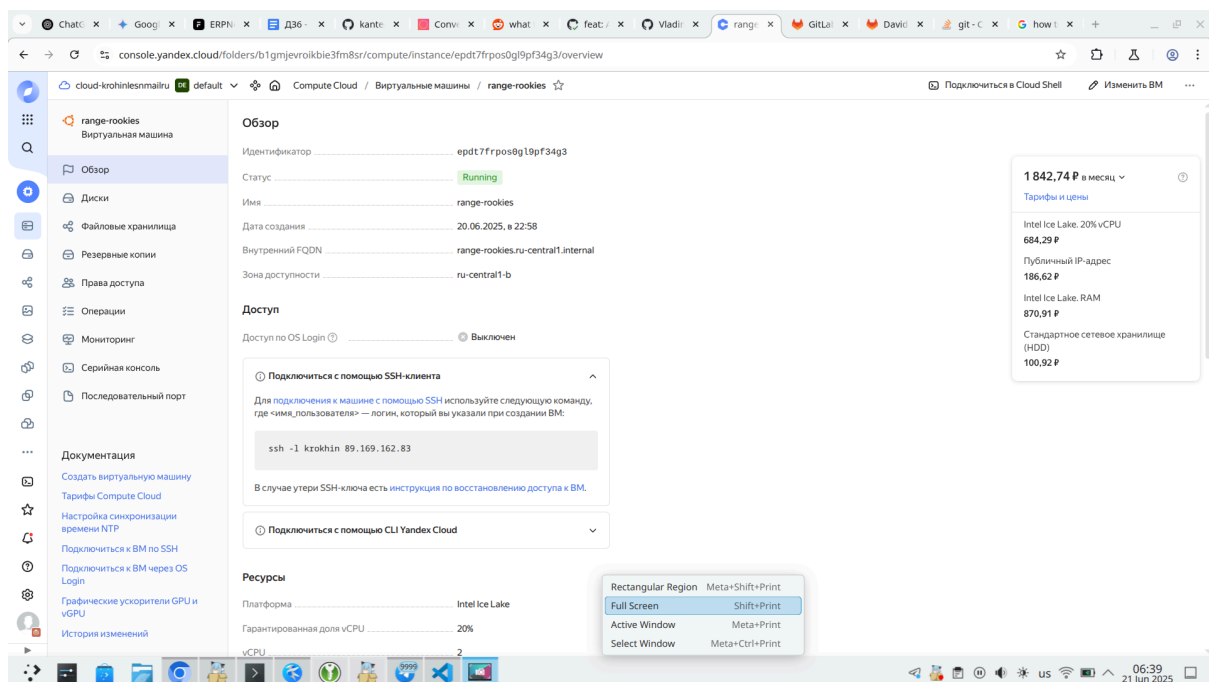 ChatG
Googl
ERPN
Д36 -
kante
Conv
what
feat: /
Vladir
range
GitLal
David
git - C
how t
console.yandex.cloud/folders/b1gmjevroikbie3fm8sr/compute/instance/epdt7frpos0gl9pf34g3/overview
cloud-krohinlesnmailru DE default Compute Cloud / Виртуальные машины / range-rookies
Подключиться в Cloud Shell Изменить ВМ
range-rookies
Виртуальная машина
Обзор
Диски
Файловые хранилища
Резервные копии
Права доступа
Операции
Мониторинг
Серийная консоль
Последовательный порт
Документация
Создать виртуальную машину
Тарифы Compute Cloud
Настройка синхронизации
времени NTP
Подключиться к ВМ по SSH
Подключиться к ВМ через OS
Login
Графические ускорители GPU и
vGPU
История изменений
Обзор
Идентификатор epdt7frpos0gl9pf34g3
Статус Running
Имя range-rookies
Дата создания 20.06.2025, в 22:58
Внутренний FQDN range-rookies.ru-central1.internal
Зона доступности ru-central1-b
Доступ
Доступ по OS Login Выключен
Подключиться с помощью SSH-клиента
Для подключения к машине с помощью SSH используйте следующую команду,
где <имя_пользователя> — логин, который вы указали при создании ВМ:
ssh -l krokhin 89.169.162.83
В случае утери SSH-ключа есть инструкция по восстановлению доступа к ВМ.
Подключиться с помощью CLI Yandex Cloud
Ресурсы
Платформа Intel Ice Lake
Гарантированная доля vCPU 20%
vCPU 2
1 842,74 ₽ в месяц
Тарифы и цены
Intel Ice Lake. 20% vCPU
684,29 ₽
Публичный IP-адрес
186,62 ₽
Intel Ice Lake. RAM
870,91 ₽
Стандартное сетевое хранилище
(HDD)
100,92 ₽
Rectangular Region Meta+Shift+Print
Full Screen Shift+Print
Active Window Meta+Print
Select Window Meta+Ctrl+Print
9999
us
06:39
21 Jun 2025